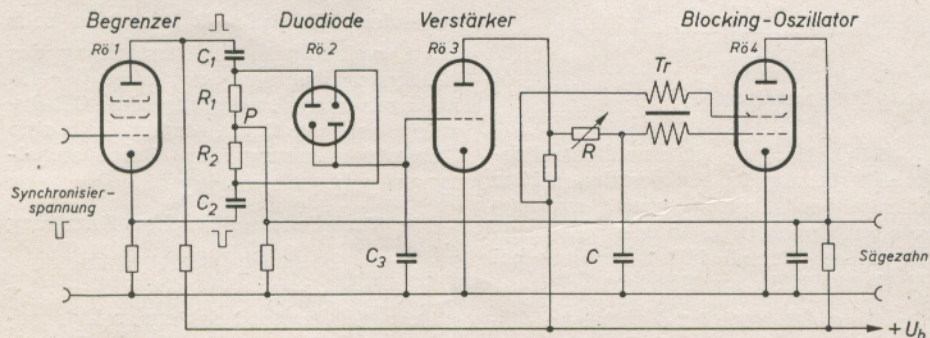 Begrenzer
Rö 1
Duodiode
Rö 2
Verstärker
Rö 3
Blocking-Oszillator
Rö 4
C1
R1
P
R2
C2
Tr
R
Synchronisier-
spannung
C3
C
Sägezahn
+ Ub